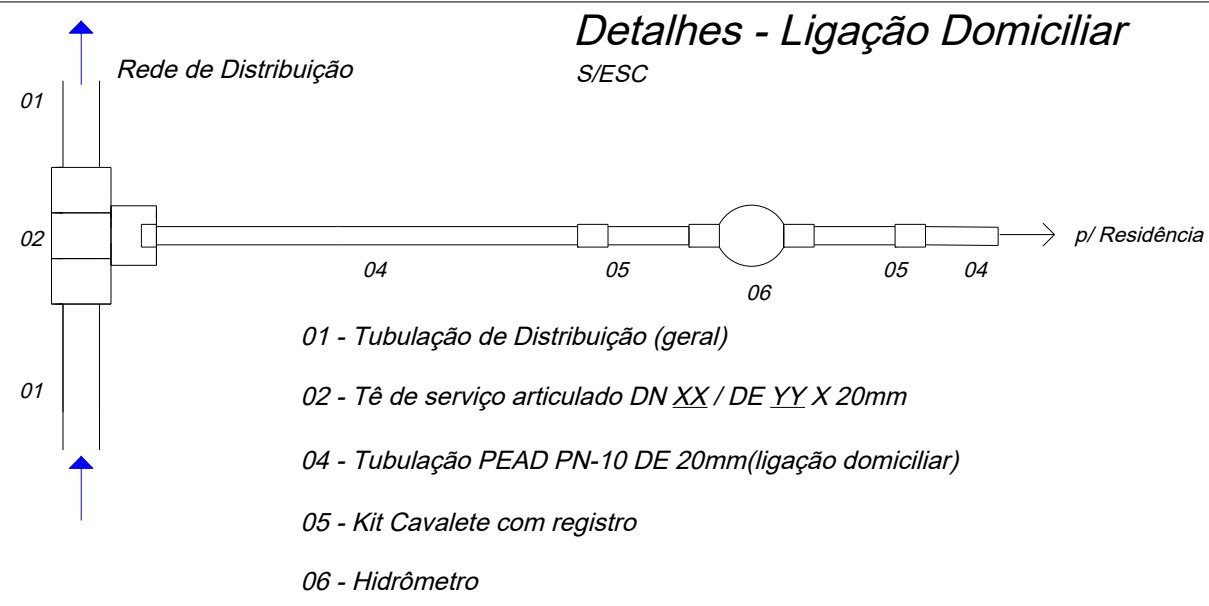 Detalhes - Ligação Domiciliar
S/ESC
Rede de Distribuição
01
02
p/ Residência
04
05
05
04
06
01 - Tubulação de Distribuição (geral)
01
02 - Tê de serviço articulado DN XX / DE YY X 20mm
04 - Tubulação PEAD PN-10 DE 20mm(ligação domiciliar)
05 - Kit Cavalete com registro
06 - Hidrômetro